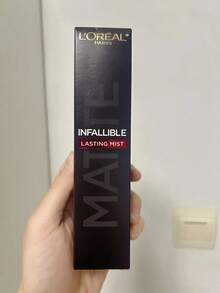 L'ORÉAL
PARIS
INFALLIBLE
LASTING MIST
MATTE